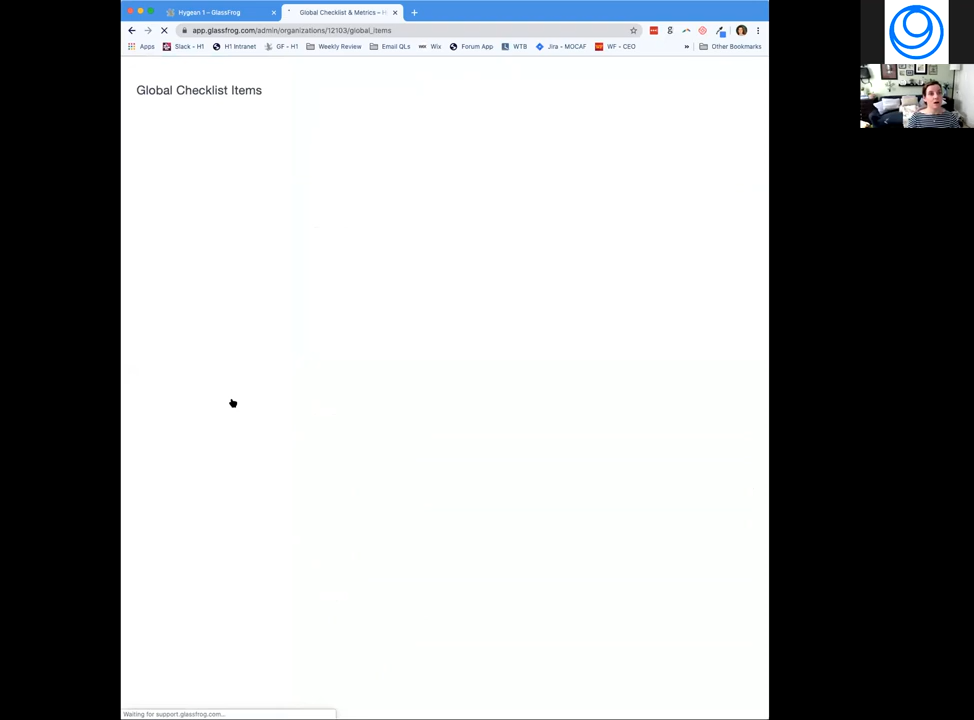 Hygean 1 – GlassFrog
Global Checklist & Metrics – H
app.glassfrog.com/admin/organizations/12103/global_items
Apps
Slack - H1
H1 Intranet
GF - H1
Weekly Review
Email QLs
Wix
Forum App
WTB
Jira - MOCAF
WF - CEO
»
Other Bookmarks
Global Checklist Items
Waiting for support.glassfrog.com...